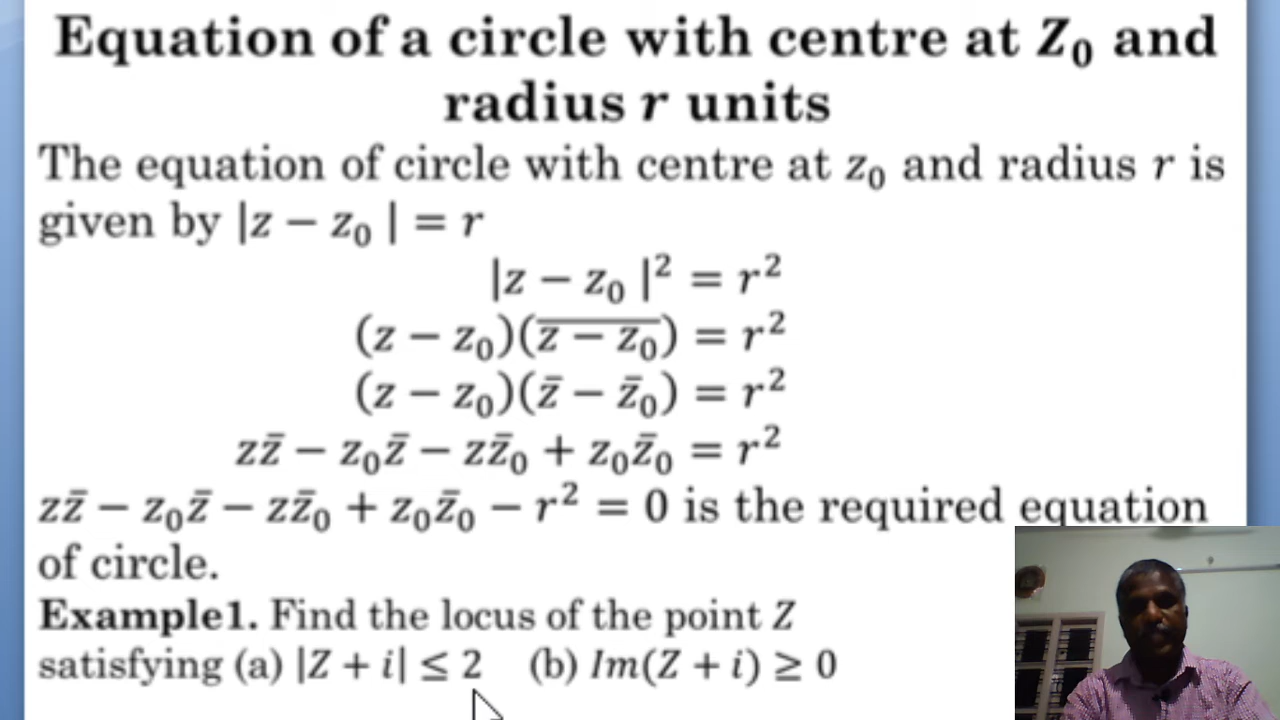 Equation of a circle with centre at Z₀ and
radius r units
The equation of circle with centre at z₀ and radius r is
given by |z − z₀ | = r
|z − z₀ |² = r²
(z − z₀)(z̅ ̅−̅ ̅z̅₀) = r²
(z − z₀)(z̄ − z̄₀) = r²
zz̄ − z₀z̄ − zz̄₀ + z₀z̄₀ = r²
zz̄ − z₀z̄ − zz̄₀ + z₀z̄₀ − r² = 0 is the required equation
of circle.
Example1. Find the locus of the point Z
satisfying (a) |Z + i| ≤ 2 (b) Im(Z + i) ≥ 0